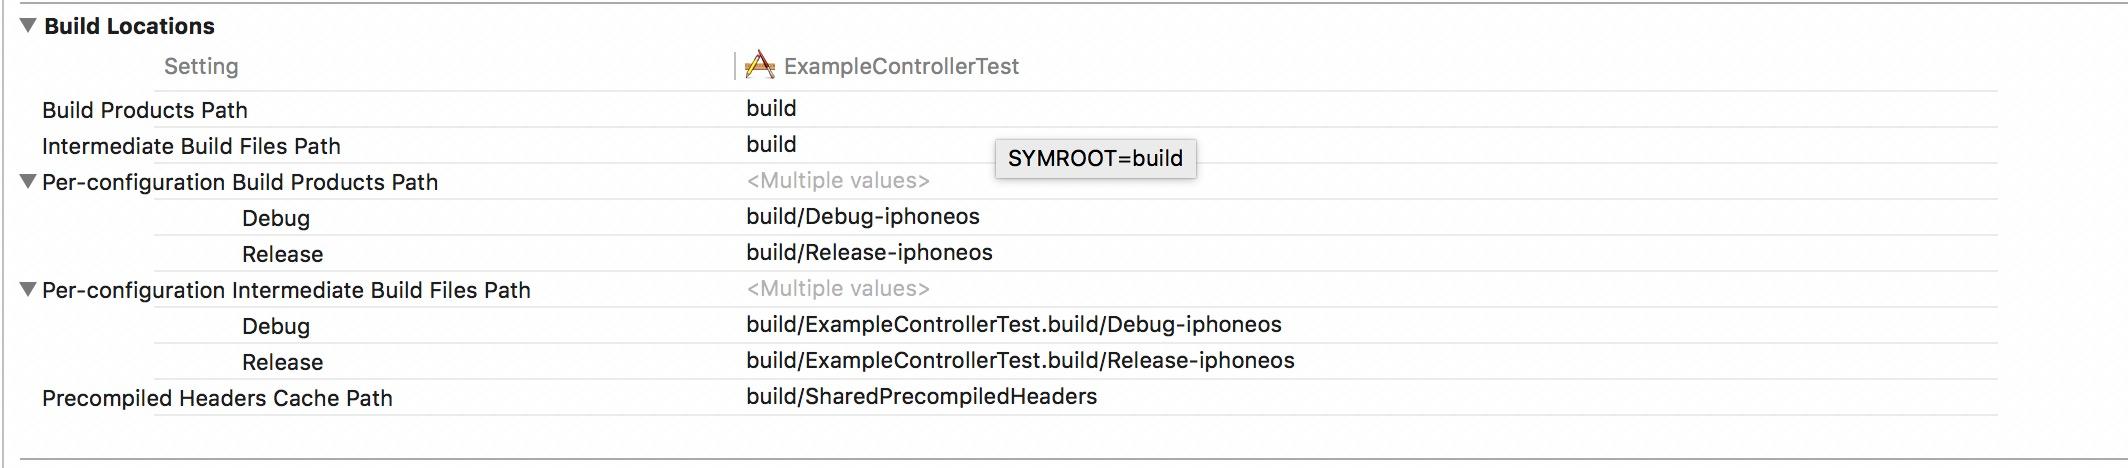 Build Locations
Setting ExampleControllerTest
Build Products Path build
Intermediate Build Files Path build
SYMROOT=build
Per-configuration Build Products Path <Multiple values>
Debug build/Debug-iphoneos
Release build/Release-iphoneos
Per-configuration Intermediate Build Files Path <Multiple values>
Debug build/ExampleControllerTest.build/Debug-iphoneos
Release build/ExampleControllerTest.build/Release-iphoneos
Precompiled Headers Cache Path build/SharedPrecompiledHeaders